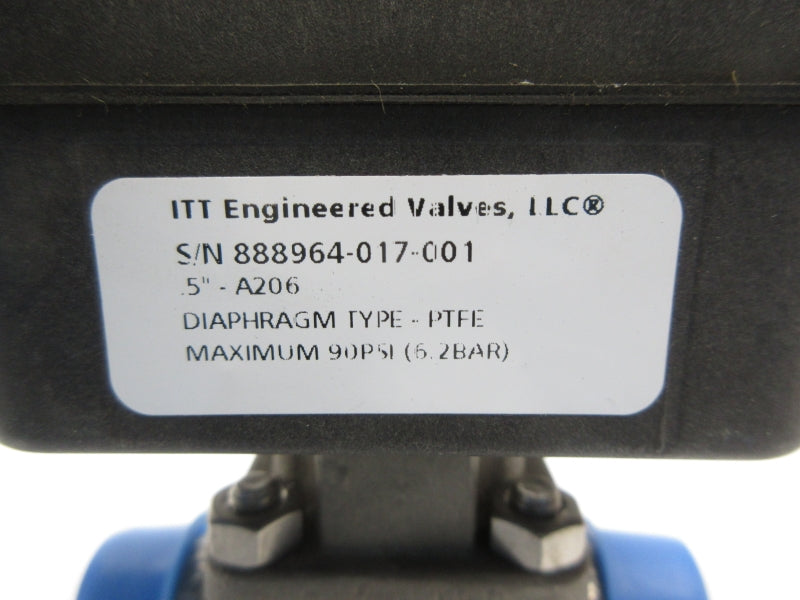 ITT Engineered Valves, LLC®
S/N 888964-017-001
.5" - A206
DIAPHRAGM TYPE - PTFE
MAXIMUM 90PSI (6.2BAR)